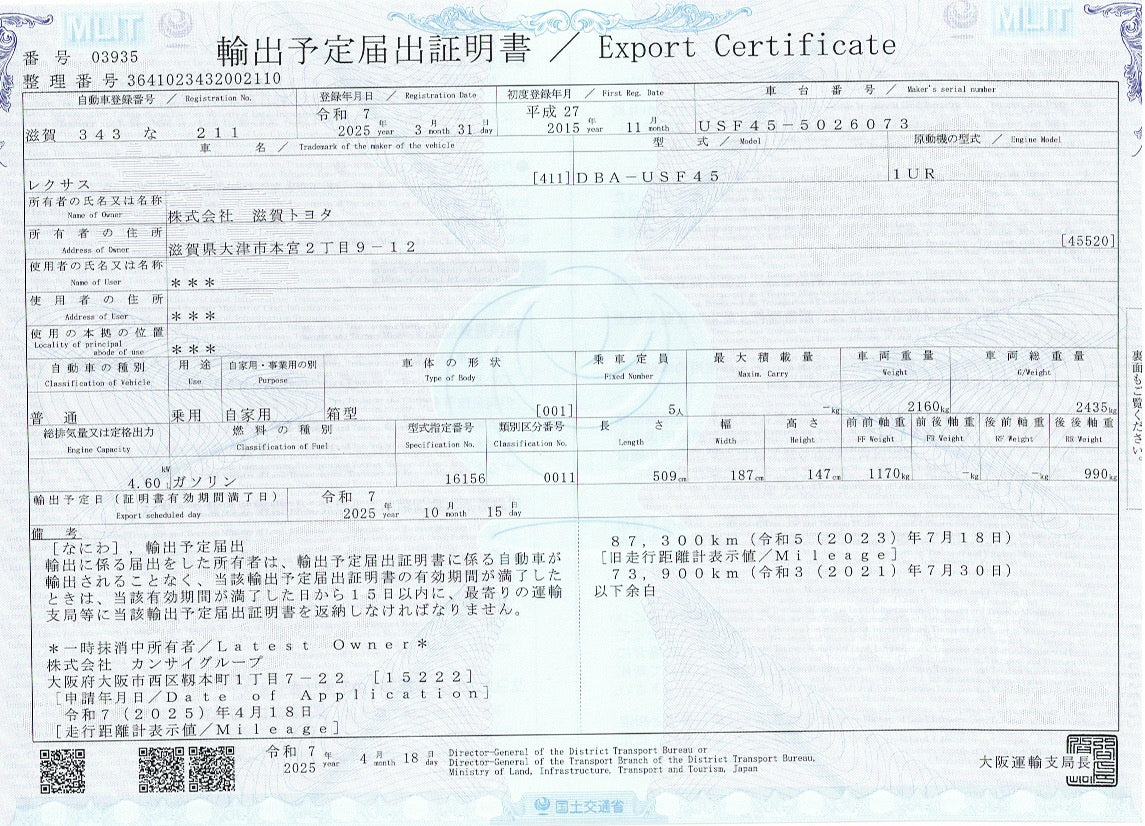 MLIT
MLIT
番号 03935
輸出予定届出証明書 / Export Certificate
整理番号 3641023432002110
自動車登録番号 / Registration No.
登録年月日 / Registration Date
初度登録年月 / First Reg. Date
車台番号 / Maker's serial number
滋賀 343 な 211
令和 7
2025 年 year 3 月 month 31 日 day
平成 27
2015 年 year 11 月 month
USF45-5026073
車名 / Trademark of the maker of the vehicle
型式 / Model
原動機の型式 / Engine Model
レクサス [411]
DBA-USF45
1UR
所有者の氏名又は名称
Name of Owner
株式会社 滋賀トヨタ
所有者の住所
Address of Owner
滋賀県大津市本宮2丁目9-12 [45520]
使用者の氏名又は名称
Name of User
***
使用者の住所
Address of User
***
使用の本拠の位置
Locality of principal abode of use
***
自動車の種別
Classification of Vehicle
用途
Use
自家用・事業用の別
Purpose
車体の形状
Type of Body
乗車定員
Fixed Number
最大積載量
Maxim. Carry
車両重量
Weight
車両総重量
G/Weight
普通
乗用
自家用
箱型 [001]
5人
-kg
2160kg
2435kg
総排気量又は定格出力
Engine Capacity
燃料の種別
Classification of Fuel
型式指定番号
Specification No.
類別区分番号
Classification No.
長さ
Length
幅
Width
高さ
Height
前前軸重
FF Weight
前後軸重
FR Weight
後前軸重
RF Weight
後後軸重
RR Weight
kW
4.60 L
ガソリン
16156
0011
509cm
187cm
147cm
1170kg
-kg
-kg
990kg
輸出予定日(証明書有効期間満了日)
Export scheduled day
令和 7
2025 年 year 10 月 month 15 日 day
備考
[なにわ],輸出予定届出
輸出に係る届出をした所有者は、輸出予定届出証明書に係る自動車が
輸出されることなく、当該輸出予定届出証明書の有効期間が満了した
ときは、当該有効期間が満了した日から15日以内に、最寄りの運輸
支局等に当該輸出予定届出証明書を返納しなければなりません。
*一時抹消中所有者/Latest Owner*
株式会社 カンサイグループ
大阪府大阪市西区靱本町1丁目7-22 [15222]
[申請年月日/Date of Application]
令和7(2025)年4月18日
[走行距離計表示値/Mileage]
87,300km(令和5(2023)年7月18日)
[旧走行距離計表示値/Mileage]
73,900km(令和3(2021)年7月30日)
以下余白
裏面もご覧ください。
令和 7
2025 年 year 4 月 month 18 日 day
Director-General of the District Transport Bureau or
Director-General of the Transport Branch of the District Transport Bureau,
Ministry of Land, Infrastructure, Transport and Tourism, Japan
大阪運輸支局長
国土交通省